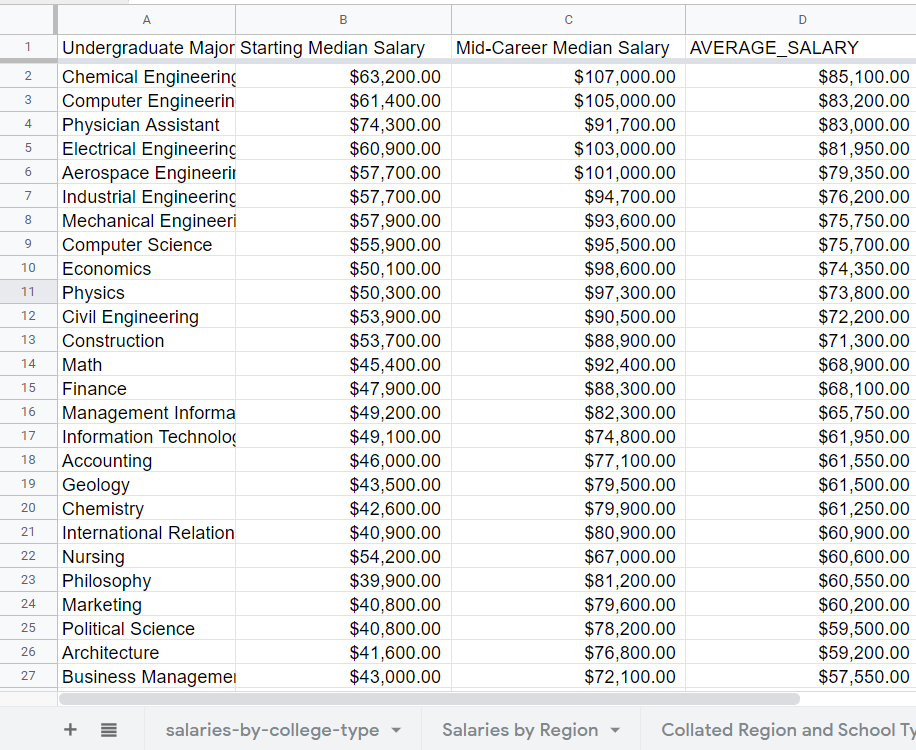 A B C D
1 Undergraduate Major Starting Median Salary Mid-Career Median Salary AVERAGE_SALARY
2 Chemical Engineering $63,200.00 $107,000.00 $85,100.00
3 Computer Engineerin $61,400.00 $105,000.00 $83,200.00
4 Physician Assistant $74,300.00 $91,700.00 $83,000.00
5 Electrical Engineering $60,900.00 $103,000.00 $81,950.00
6 Aerospace Engineerin $57,700.00 $101,000.00 $79,350.00
7 Industrial Engineering $57,700.00 $94,700.00 $76,200.00
8 Mechanical Engineeri $57,900.00 $93,600.00 $75,750.00
9 Computer Science $55,900.00 $95,500.00 $75,700.00
10 Economics $50,100.00 $98,600.00 $74,350.00
11 Physics $50,300.00 $97,300.00 $73,800.00
12 Civil Engineering $53,900.00 $90,500.00 $72,200.00
13 Construction $53,700.00 $88,900.00 $71,300.00
14 Math $45,400.00 $92,400.00 $68,900.00
15 Finance $47,900.00 $88,300.00 $68,100.00
16 Management Informa $49,200.00 $82,300.00 $65,750.00
17 Information Technolog $49,100.00 $74,800.00 $61,950.00
18 Accounting $46,000.00 $77,100.00 $61,550.00
19 Geology $43,500.00 $79,500.00 $61,500.00
20 Chemistry $42,600.00 $79,900.00 $61,250.00
21 International Relation $40,900.00 $80,900.00 $60,900.00
22 Nursing $54,200.00 $67,000.00 $60,600.00
23 Philosophy $39,900.00 $81,200.00 $60,550.00
24 Marketing $40,800.00 $79,600.00 $60,200.00
25 Political Science $40,800.00 $78,200.00 $59,500.00
26 Architecture $41,600.00 $76,800.00 $59,200.00
27 Business Managemen $43,000.00 $72,100.00 $57,550.00
salaries-by-college-type Salaries by Region Collated Region and School Ty